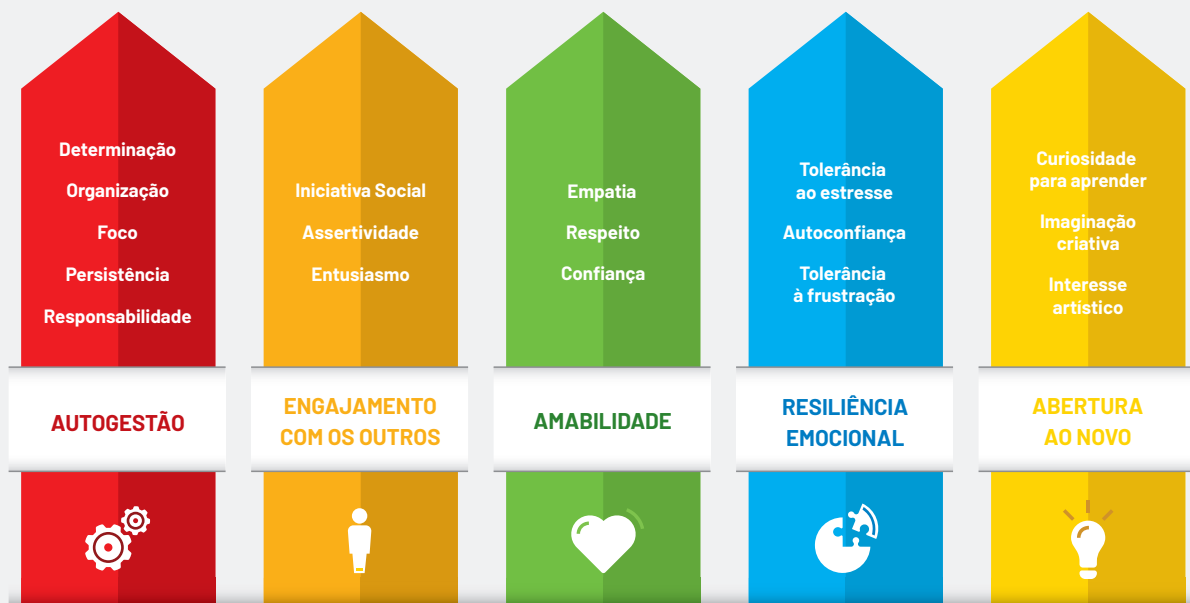 Determinação
Organização
Foco
Persistência
Responsabilidade
AUTOGESTÃO
Iniciativa Social
Assertividade
Entusiasmo
ENGAJAMENTO
COM OS OUTROS
Empatia
Respeito
Confiança
AMABILIDADE
Tolerância
ao estresse
Autoconfiança
Tolerância
à frustração
RESILIÊNCIA
EMOCIONAL
Curiosidade
para aprender
Imaginação
criativa
Interesse
artístico
ABERTURA
AO NOVO